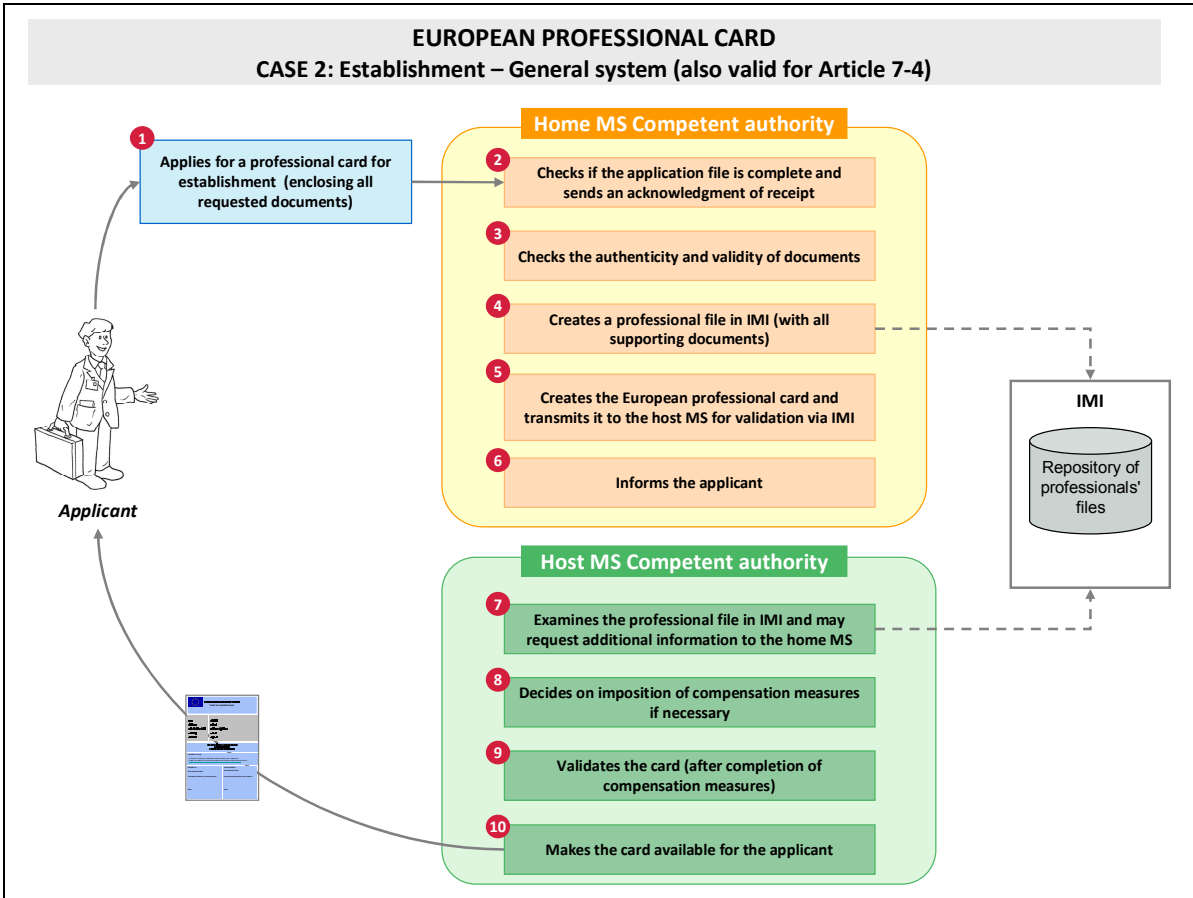 EUROPEAN PROFESSIONAL CARD
CASE 2: Establishment – General system (also valid for Article 7-4)
Home MS Competent authority
1
Applies for a professional card for
establishment (enclosing all
requested documents)
2
Checks if the application file is complete and
sends an acknowledgment of receipt
3
Checks the authenticity and validity of documents
4
Creates a professional file in IMI (with all
supporting documents)
5
Creates the European professional card and
transmits it to the host MS for validation via IMI
6
Informs the applicant
IMI
Repository of
professionals'
files
Applicant
Host MS Competent authority
7
Examines the professional file in IMI and may
request additional information to the home MS
8
Decides on imposition of compensation measures
if necessary
9
Validates the card (after completion of
compensation measures)
10
Makes the card available for the applicant